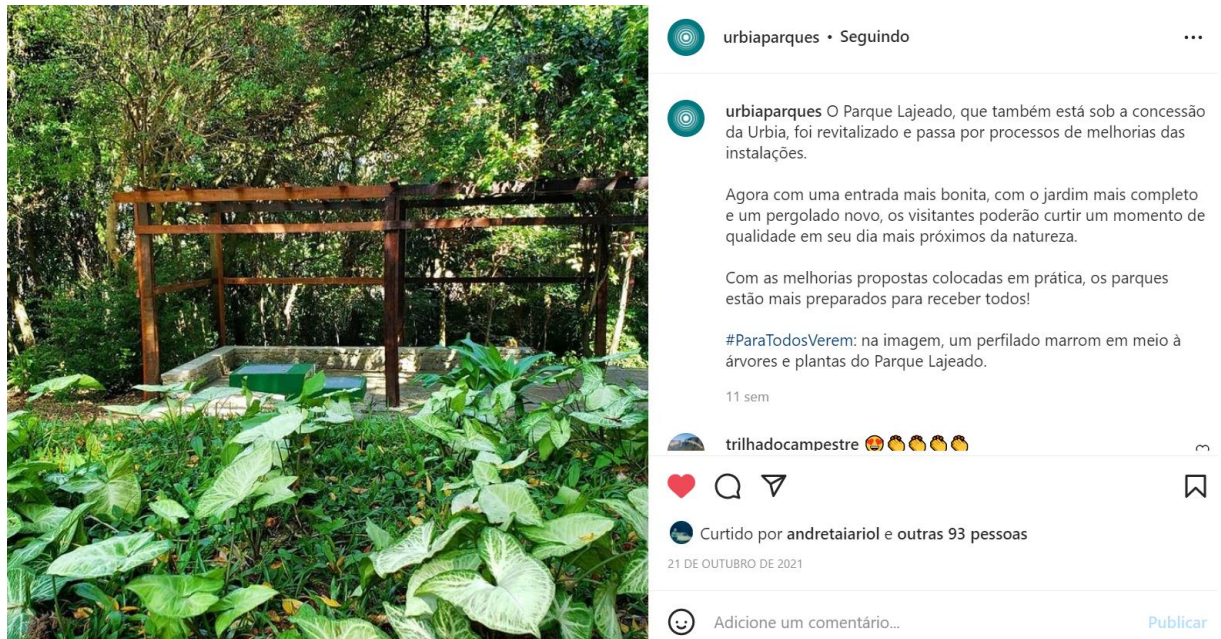 urbiaparques • Seguindo
urbiaparques O Parque Lajeado, que também está sob a concessão
da Urbia, foi revitalizado e passa por processos de melhorias das
instalações.
Agora com uma entrada mais bonita, com o jardim mais completo
e um pergolado novo, os visitantes poderão curtir um momento de
qualidade em seu dia mais próximos da natureza.
Com as melhorias propostas colocadas em prática, os parques
estão mais preparados para receber todos!
#ParaTodosVerem: na imagem, um perfilado marrom em meio à
árvores e plantas do Parque Lajeado.
11 sem
trilhadocampestre 😍👏👏👏👏
Curtido por andretaiariol e outras 93 pessoas
21 DE OUTUBRO DE 2021
Adicione um comentário...
Publicar